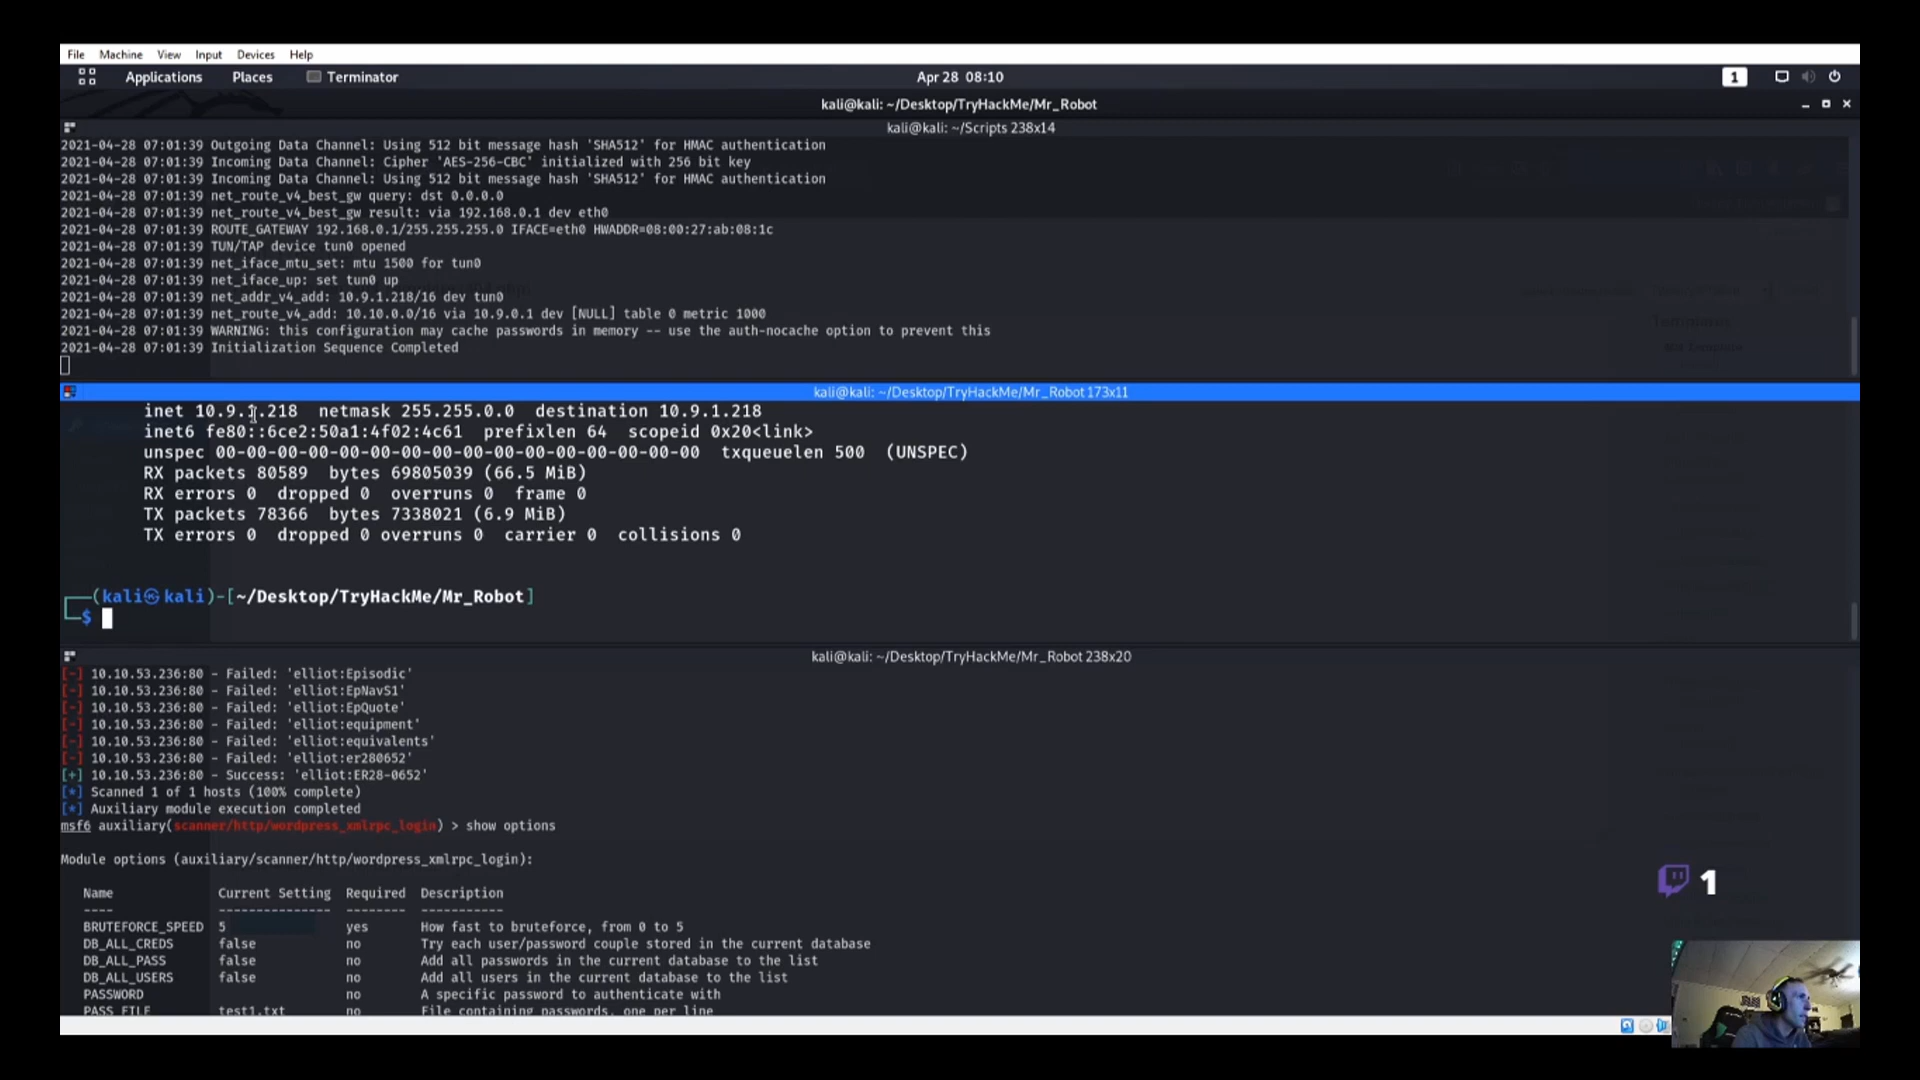 File Machine View Input Devices Help
Applications Places Terminator Apr 28 08:10 1
kali@kali: ~/Desktop/TryHackMe/Mr_Robot
kali@kali: ~/Scripts 238x14
2021-04-28 07:01:39 Outgoing Data Channel: Using 512 bit message hash 'SHA512' for HMAC authentication
2021-04-28 07:01:39 Incoming Data Channel: Cipher 'AES-256-CBC' initialized with 256 bit key
2021-04-28 07:01:39 Incoming Data Channel: Using 512 bit message hash 'SHA512' for HMAC authentication
2021-04-28 07:01:39 net_route_v4_best_gw query: dst 0.0.0.0
2021-04-28 07:01:39 net_route_v4_best_gw result: via 192.168.0.1 dev eth0
2021-04-28 07:01:39 ROUTE_GATEWAY 192.168.0.1/255.255.255.0 IFACE=eth0 HWADDR=08:00:27:ab:08:1c
2021-04-28 07:01:39 TUN/TAP device tun0 opened
2021-04-28 07:01:39 net_iface_mtu_set: mtu 1500 for tun0
2021-04-28 07:01:39 net_iface_up: set tun0 up
2021-04-28 07:01:39 net_addr_v4_add: 10.9.1.218/16 dev tun0
2021-04-28 07:01:39 net_route_v4_add: 10.10.0.0/16 via 10.9.0.1 dev [NULL] table 0 metric 1000
2021-04-28 07:01:39 WARNING: this configuration may cache passwords in memory -- use the auth-nocache option to prevent this
2021-04-28 07:01:39 Initialization Sequence Completed
kali@kali: ~/Desktop/TryHackMe/Mr_Robot 173x11
inet 10.9.1.218 netmask 255.255.0.0 destination 10.9.1.218
inet6 fe80::6ce2:50a1:4f02:4c61 prefixlen 64 scopeid 0x20<link>
unspec 00-00-00-00-00-00-00-00-00-00-00-00-00-00-00-00 txqueuelen 500 (UNSPEC)
RX packets 80589 bytes 69805039 (66.5 MiB)
RX errors 0 dropped 0 overruns 0 frame 0
TX packets 78366 bytes 7338021 (6.9 MiB)
TX errors 0 dropped 0 overruns 0 carrier 0 collisions 0
(kali㉿kali)-[~/Desktop/TryHackMe/Mr_Robot]
$
kali@kali: ~/Desktop/TryHackMe/Mr_Robot 238x20
[-] 10.10.53.236:80 - Failed: 'elliot:Episodic'
[-] 10.10.53.236:80 - Failed: 'elliot:EpNavS1'
[-] 10.10.53.236:80 - Failed: 'elliot:EpQuote'
[-] 10.10.53.236:80 - Failed: 'elliot:equipment'
[-] 10.10.53.236:80 - Failed: 'elliot:equivalents'
[-] 10.10.53.236:80 - Failed: 'elliot:er280652'
[+] 10.10.53.236:80 - Success: 'elliot:ER28-0652'
[*] Scanned 1 of 1 hosts (100% complete)
[*] Auxiliary module execution completed
msf6 auxiliary(scanner/http/wordpress_xmlrpc_login) > show options
Module options (auxiliary/scanner/http/wordpress_xmlrpc_login):
Name Current Setting Required Description
---- --------------- -------- -----------
BRUTEFORCE_SPEED 5 yes How fast to bruteforce, from 0 to 5
DB_ALL_CREDS false no Try each user/password couple stored in the current database
DB_ALL_PASS false no Add all passwords in the current database to the list
DB_ALL_USERS false no Add all users in the current database to the list
PASSWORD no A specific password to authenticate with
PASS_FILE test1.txt no File containing passwords, one per line
1